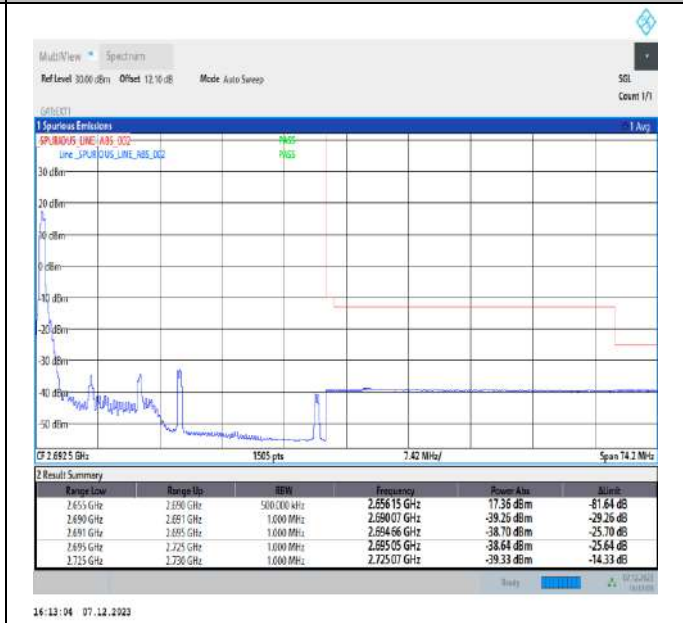 MultiView Spectrum
Ref Level 30.00 dBm Offset 12.10 dB Mode Auto Sweep SGL
Count 1/1
1 Spurious Emissions 1 Avg
SPURIOUS_LINE_ABS_002 PASS
Line _SPURIOUS_LINE_ABS_002 PASS
30 dBm
20 dBm
10 dBm
0 dBm
-10 dBm
-20 dBm
-30 dBm
-40 dBm
-50 dBm
CF 2.6925 GHz 1505 pts 7.42 MHz/ Span 74.2 MHz
2 Result Summary
Range Low Range Up RBW Frequency Power Abs ΔLimit
2.655 GHz 2.690 GHz 500.000 kHz 2.65615 GHz 17.36 dBm -81.64 dB
2.690 GHz 2.691 GHz 1.000 MHz 2.69007 GHz -39.26 dBm -29.26 dB
2.691 GHz 2.695 GHz 1.000 MHz 2.69466 GHz -38.70 dBm -25.70 dB
2.695 GHz 2.725 GHz 1.000 MHz 2.69505 GHz -38.64 dBm -25.64 dB
2.725 GHz 2.730 GHz 1.000 MHz 2.72507 GHz -39.33 dBm -14.33 dB
Ready 07.12.2023
16:13:04 07.12.2023